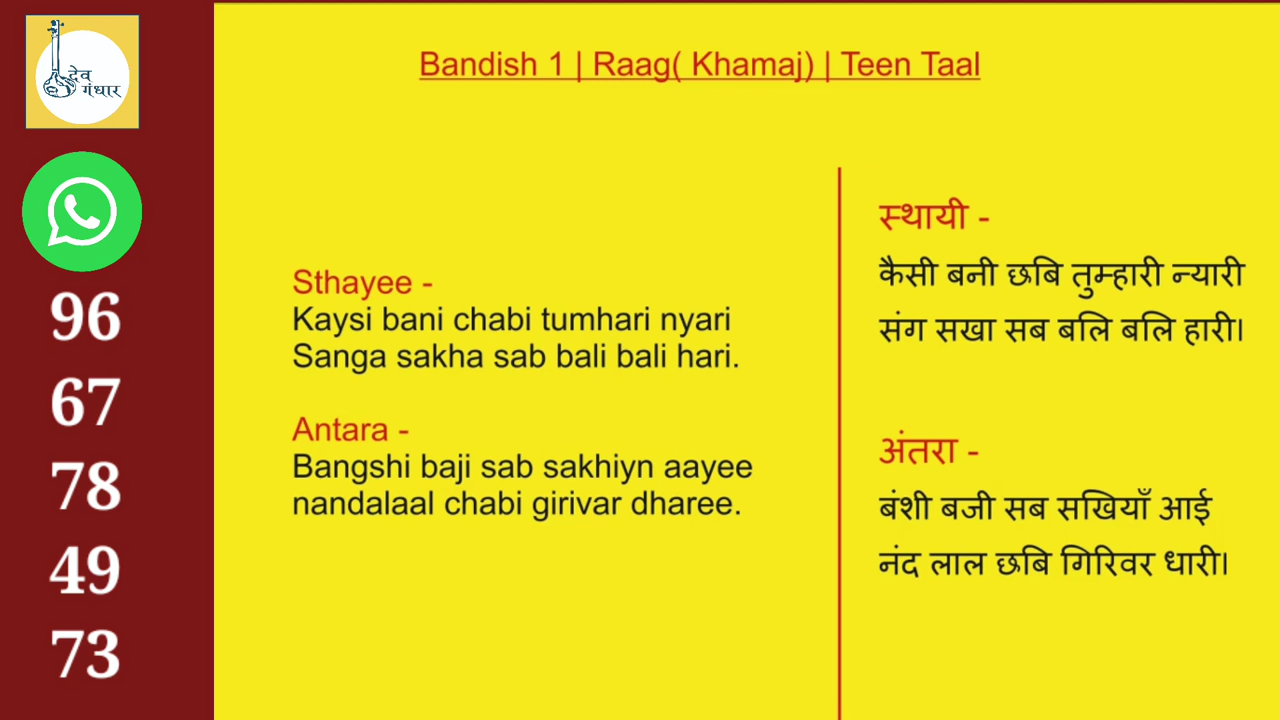 देव
गंधार
96
67
78
49
73
Bandish 1 | Raag( Khamaj) | Teen Taal
Sthayee -
Kaysi bani chabi tumhari nyari
Sanga sakha sab bali bali hari.
Antara -
Bangshi baji sab sakhiyn aayee
nandalaal chabi girivar dharee.
स्थायी -
कैसी बनी छबि तुम्हारी न्यारी
संग सखा सब बलि बलि हारी।
अंतरा -
बंशी बजी सब सखियाँ आई
नंद लाल छबि गिरिवर धारी।